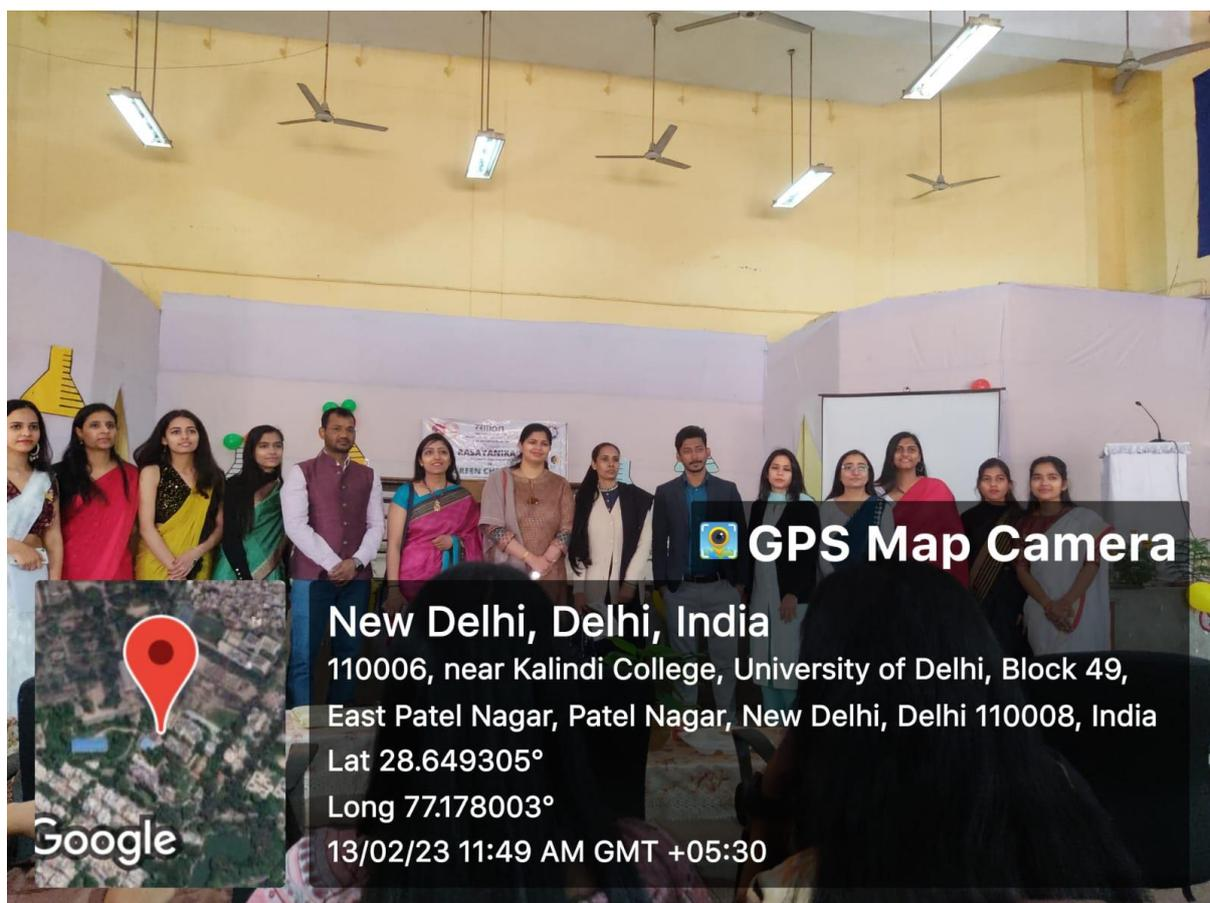 RASAYANIKA
GPS Map Camera
New Delhi, Delhi, India
110006, near Kalindi College, University of Delhi, Block 49,
East Patel Nagar, Patel Nagar, New Delhi, Delhi 110008, India
Lat 28.649305°
Long 77.178003°
13/02/23 11:49 AM GMT +05:30
Google